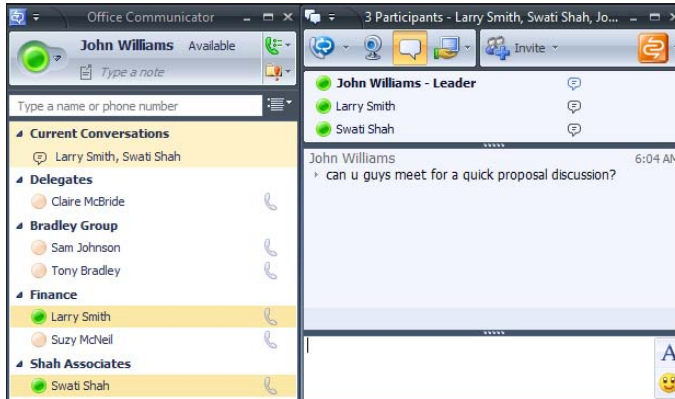 Office Communicator
John Williams Available
Type a note
Type a name or phone number
Current Conversations
Larry Smith, Swati Shah
Delegates
Claire McBride
Bradley Group
Sam Johnson
Tony Bradley
Finance
Larry Smith
Suzy McNeil
Shah Associates
Swati Shah
3 Participants - Larry Smith, Swati Shah, Jo...
Invite
John Williams - Leader
Larry Smith
Swati Shah
John Williams 6:04 AM
can u guys meet for a quick proposal discussion?
A